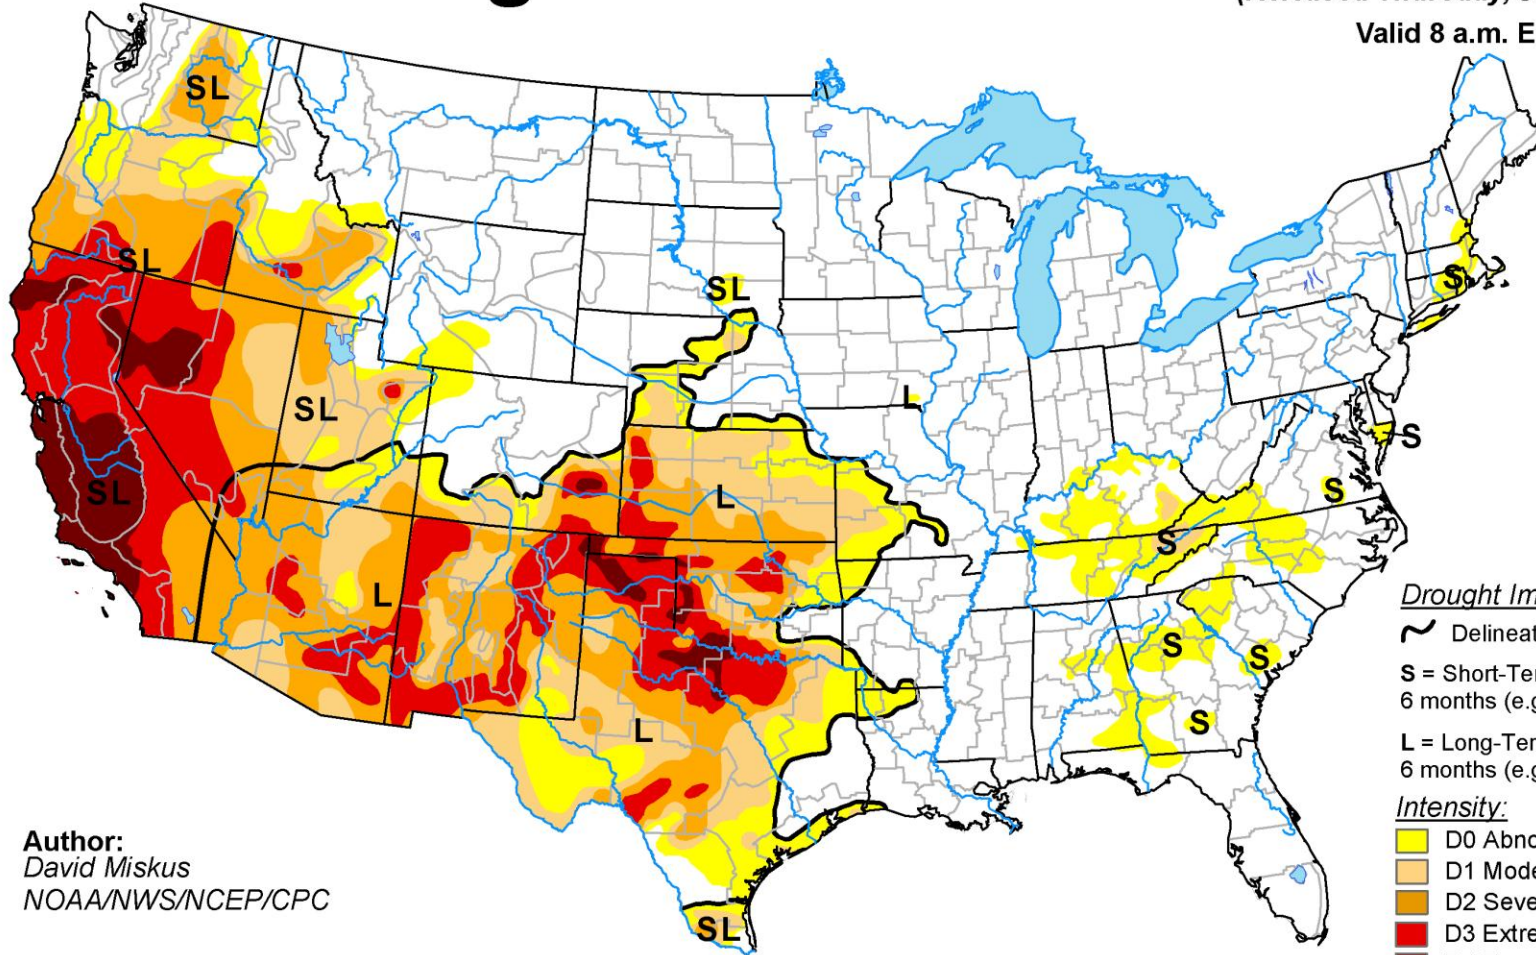 Valid 8 a.m. E
SL
SL
SL
S
SL
L
S
SL
S
SL
L
S
L
S
S
S
L
SL
Drought Im
Delineat
S = Short-Ter
6 months (e.g
L = Long-Ter
6 months (e.g
Intensity:
D0 Abno
D1 Mode
D2 Seve
D3 Extre
Author:
David Miskus
NOAA/NWS/NCEP/CPC